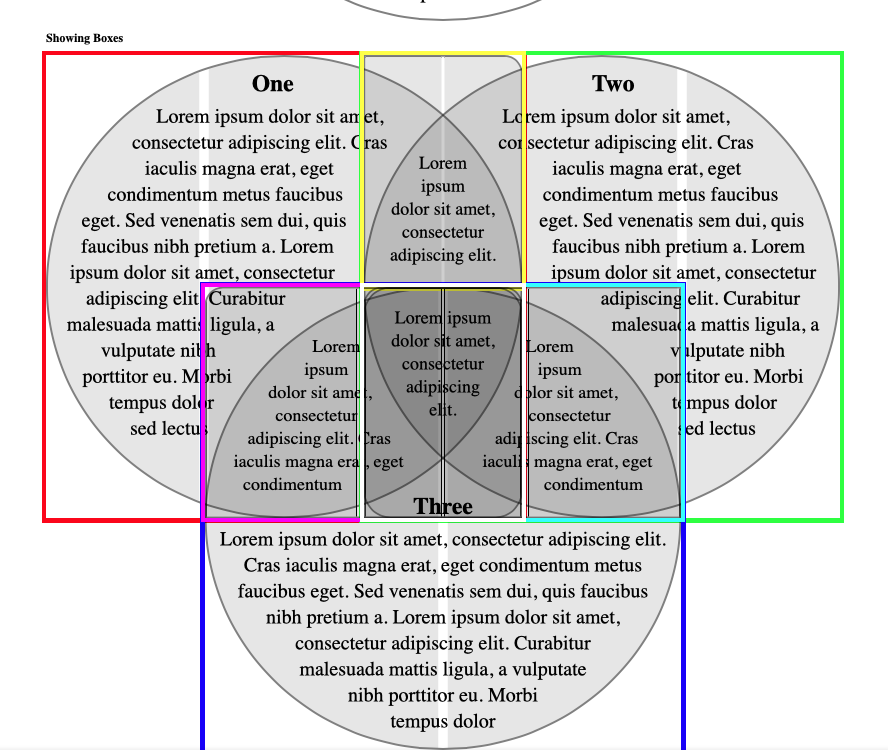 Showing Boxes
One
Lorem ipsum dolor sit amet,
consectetur adipiscing elit. Cras
iaculis magna erat, eget
condimentum metus faucibus
eget. Sed venenatis sem dui, quis
faucibus nibh pretium a. Lorem
ipsum dolor sit amet, consectetur
adipiscing elit. Curabitur
malesuada mattis ligula, a
vulputate nibh
porttitor eu. Morbi
tempus dolor
sed lectus
Lorem
ipsum
dolor sit amet,
consectetur
adipiscing elit.
Two
Lorem ipsum dolor sit amet,
consectetur adipiscing elit. Cras
iaculis magna erat, eget
condimentum metus faucibus
eget. Sed venenatis sem dui, quis
faucibus nibh pretium a. Lorem
ipsum dolor sit amet, consectetur
adipiscing elit. Curabitur
malesuada mattis ligula, a
vulputate nibh
porttitor eu. Morbi
tempus dolor
sed lectus
Lorem
ipsum
dolor sit amet,
consectetur
adipiscing elit. Cras
iaculis magna erat, eget
condimentum
Lorem ipsum
dolor sit amet,
consectetur
adipiscing
elit.
Lorem
ipsum
dolor sit amet,
consectetur
adipiscing elit. Cras
iaculis magna erat, eget
condimentum
Three
Lorem ipsum dolor sit amet, consectetur adipiscing elit.
Cras iaculis magna erat, eget condimentum metus
faucibus eget. Sed venenatis sem dui, quis faucibus
nibh pretium a. Lorem ipsum dolor sit amet,
consectetur adipiscing elit. Curabitur
malesuada mattis ligula, a vulputate
nibh porttitor eu. Morbi
tempus dolor